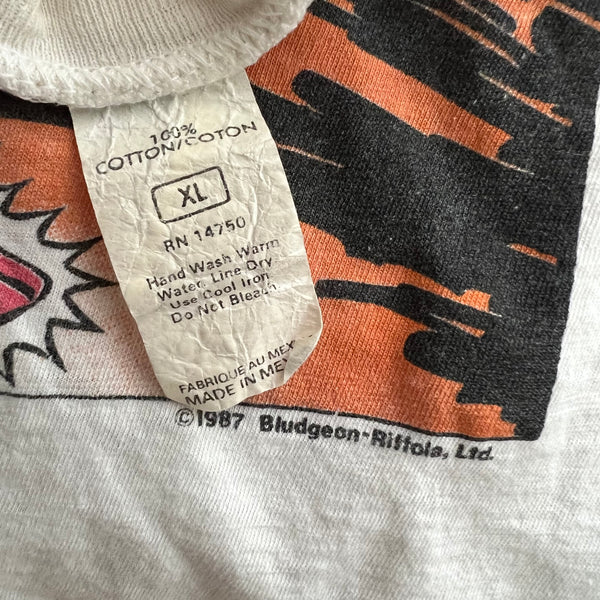 100%
COTTON/COTON
XL
RN 14750
Hand Wash Warm
Water, Line Dry
Use Cool Iron
Do Not Bleach
FABRIQUE AU MEX
MADE IN MEX
©1987 Bludgeon-Riffola, Ltd.